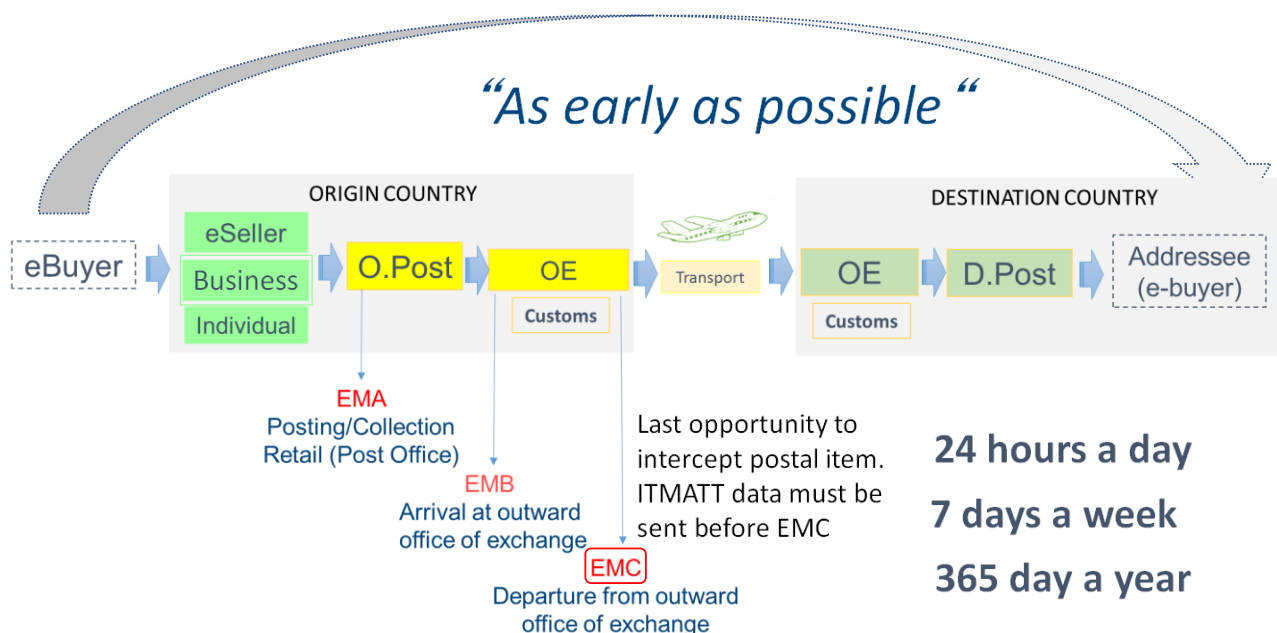 “As early as possible “
ORIGIN COUNTRY
DESTINATION COUNTRY
eBuyer
eSeller
Business
Individual
O.Post
OE
Customs
Transport
OE
Customs
D.Post
Addressee
(e-buyer)
EMA
Posting/Collection
Retail (Post Office)
EMB
Arrival at outward
office of exchange
EMC
Departure from outward
office of exchange
Last opportunity to
intercept postal item.
ITMATT data must be
sent before EMC
24 hours a day
7 days a week
365 day a year